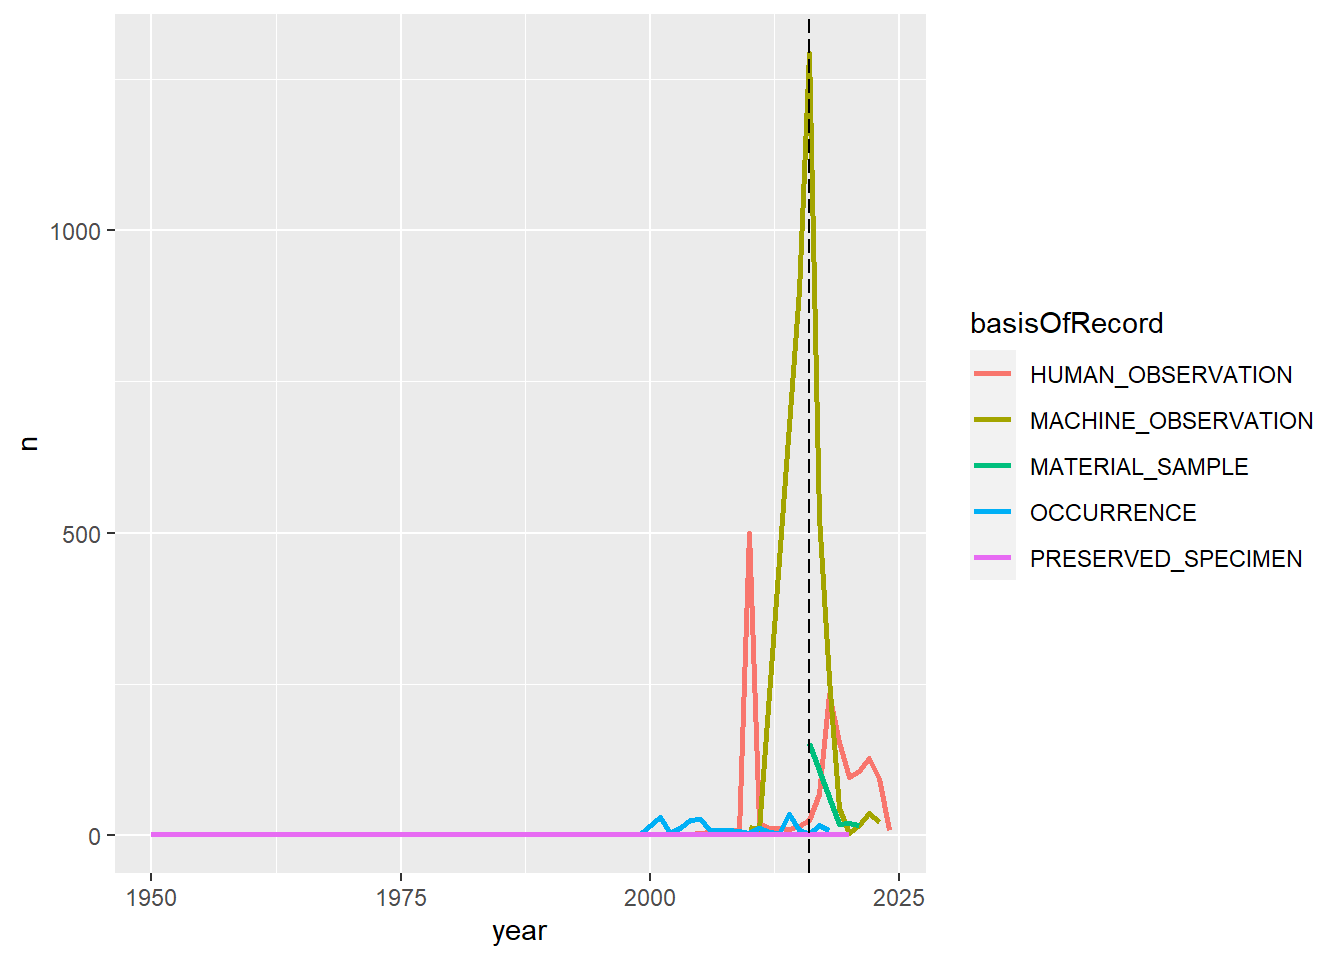 1000
500
0
n
1950
1975
2000
2025
year
basisOfRecord
HUMAN_OBSERVATION
MACHINE_OBSERVATION
MATERIAL_SAMPLE
OCCURRENCE
PRESERVED_SPECIMEN